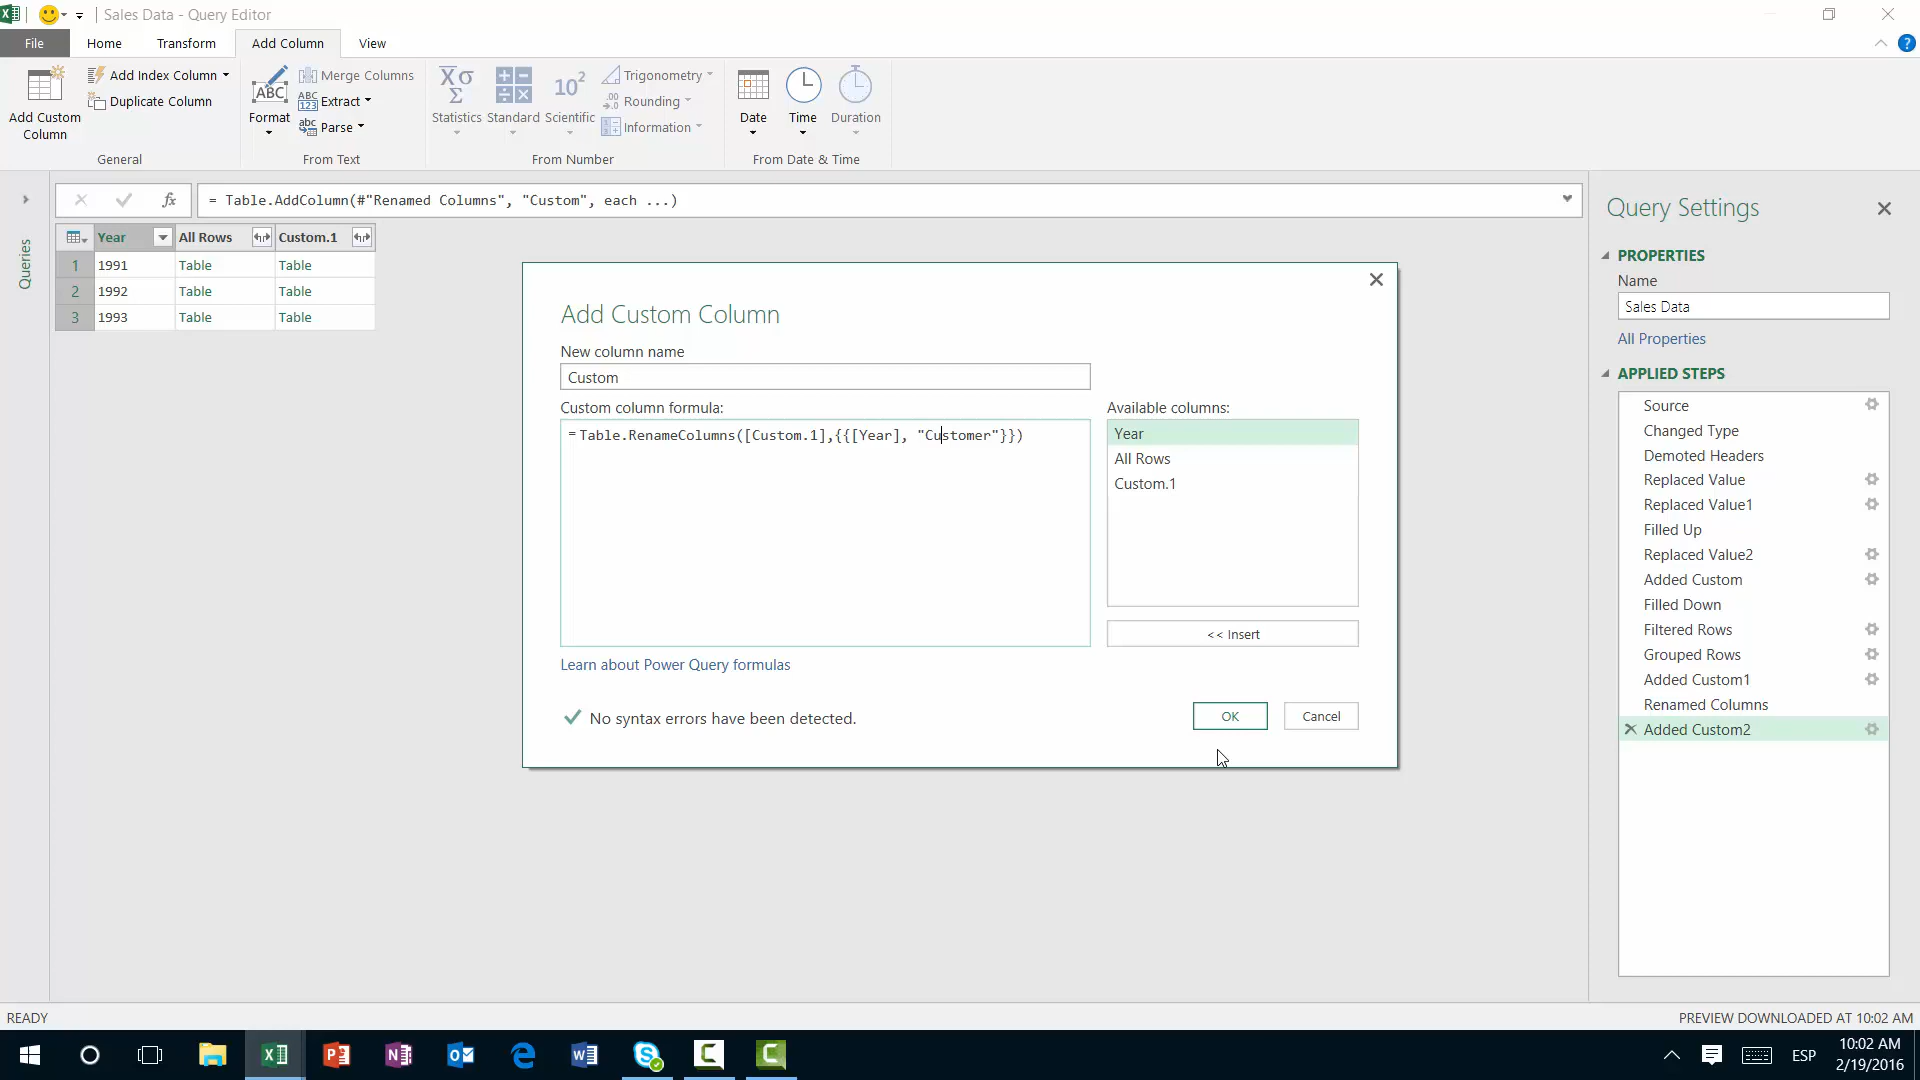 Sales Data - Query Editor
File Home Transform Add Column View
Add Custom Column
Add Index Column
Duplicate Column
General
Format
Merge Columns
Extract
Parse
From Text
Statistics
Standard
Scientific
Trigonometry
Rounding
Information
From Number
Date
Time
Duration
From Date & Time
= Table.AddColumn(#"Renamed Columns", "Custom", each ...)
Queries
Year All Rows Custom.1
1 1991 Table Table
2 1992 Table Table
3 1993 Table Table
Add Custom Column
New column name
Custom
Custom column formula:
=Table.RenameColumns([Custom.1],{{[Year], "Customer"}})
Available columns:
Year
All Rows
Custom.1
<< Insert
Learn about Power Query formulas
No syntax errors have been detected.
OK
Cancel
Query Settings
PROPERTIES
Name
Sales Data
All Properties
APPLIED STEPS
Source
Changed Type
Demoted Headers
Replaced Value
Replaced Value1
Filled Up
Replaced Value2
Added Custom
Filled Down
Filtered Rows
Grouped Rows
Added Custom1
Renamed Columns
Added Custom2
READY
PREVIEW DOWNLOADED AT 10:02 AM
ESP
10:02 AM
2/19/2016